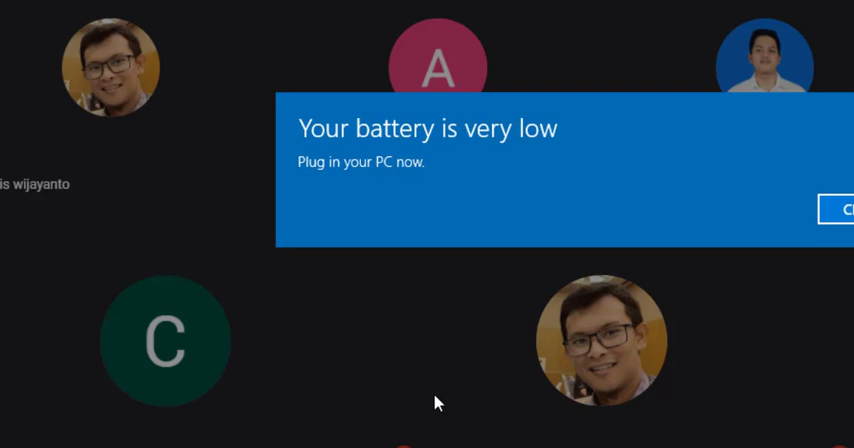 A
Your battery is very low
Plug in your PC now.
is wijayanto
C